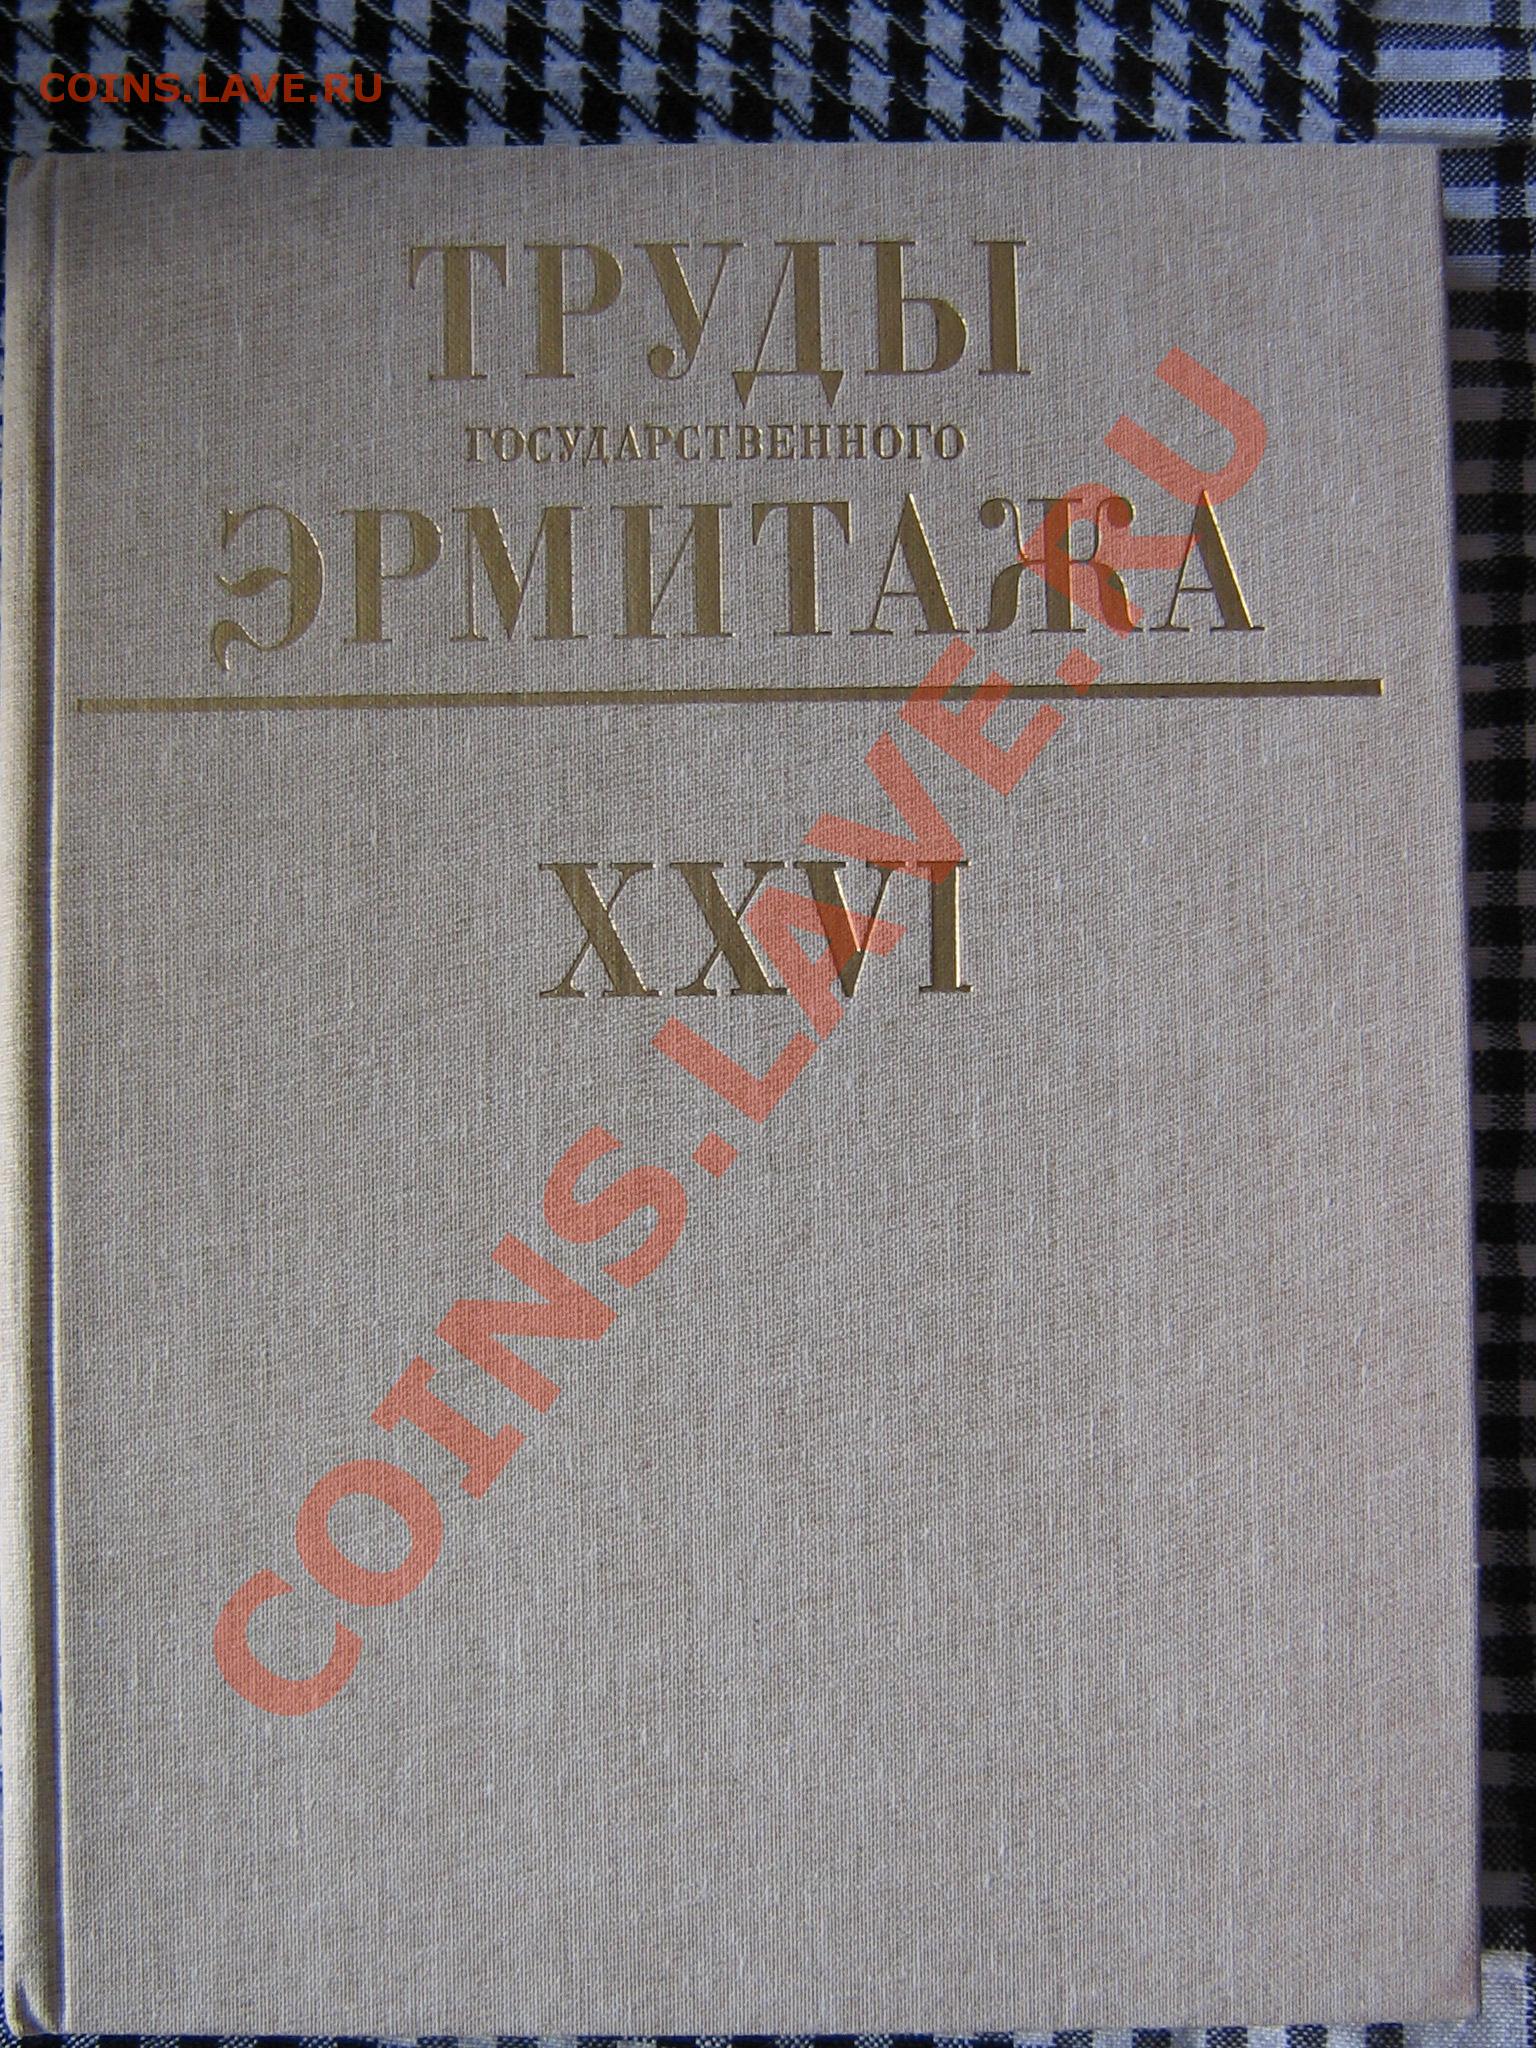 COINS.LAVE.RU
ТРУДЫ
ГОСУДАРСТВЕННОГО
ЭРМИТАЖА
XXVI
COINS.LAVE.RU